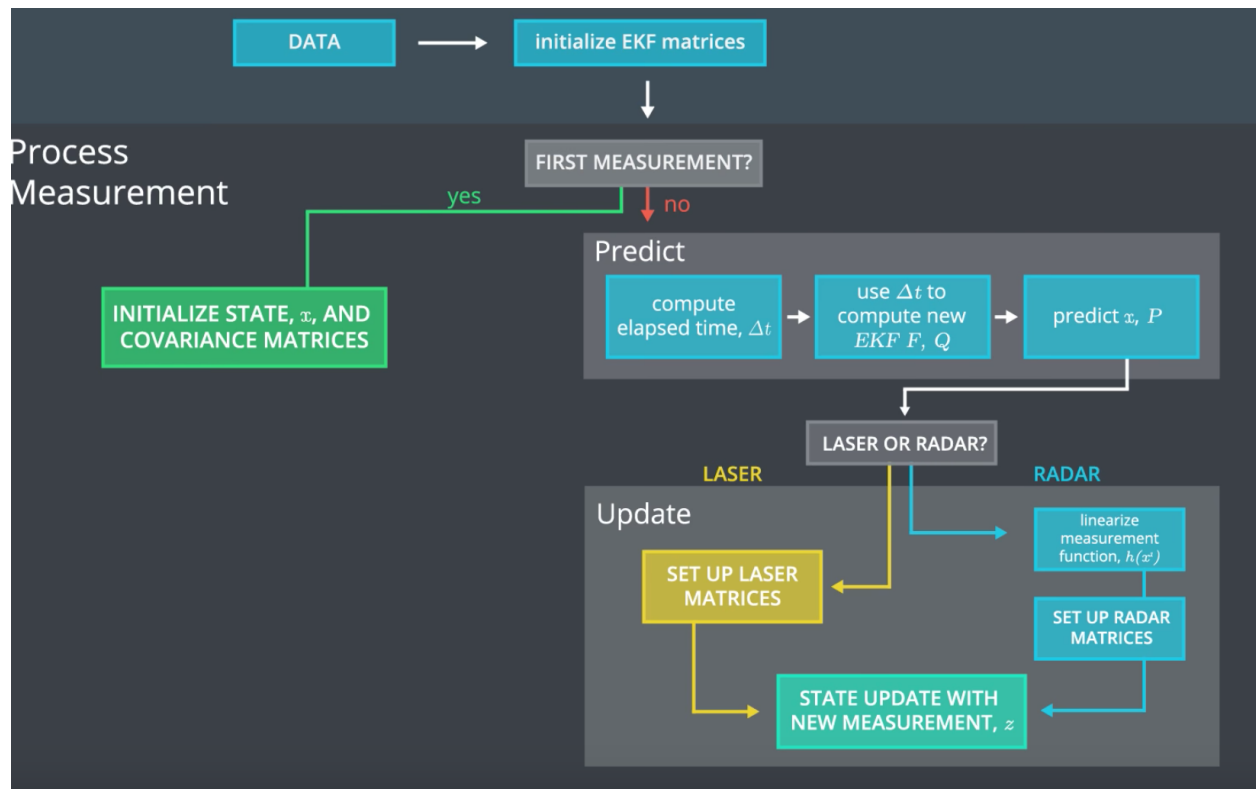 DATA
initialize EKF matrices
Process
Measurement
FIRST MEASUREMENT?
yes
no
INITIALIZE STATE, x, AND
COVARIANCE MATRICES
Predict
compute
elapsed time, Δt
use Δt to
compute new
EKF F, Q
predict x, P
LASER OR RADAR?
LASER
RADAR
Update
SET UP LASER
MATRICES
linearize
measurement
function, h(x')
SET UP RADAR
MATRICES
STATE UPDATE WITH
NEW MEASUREMENT, z